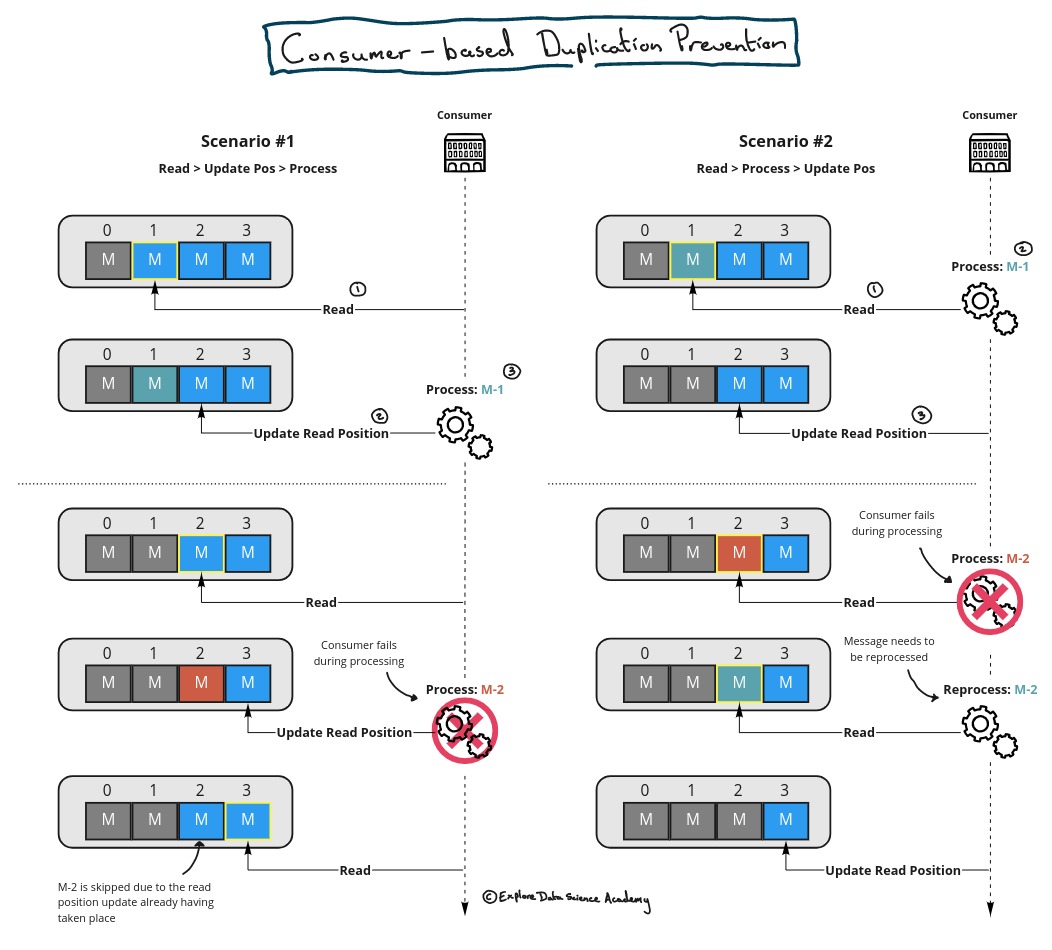 Consumer - based Duplication Prevention
Consumer
Scenario #1
Read > Update Pos > Process
0 1 2 3
M M M M
1
Read
0 1 2 3
M M M M
3
Process: M-1
2
Update Read Position
0 1 2 3
M M M M
Read
0 1 2 3
M M M M
Consumer fails
during processing
Process: M-2
Update Read Position
0 1 2 3
M M M M
Read
M-2 is skipped due to the read
position update already having
taken place
Consumer
Scenario #2
Read > Process > Update Pos
0 1 2 3
M M M M
2
Process: M-1
1
Read
0 1 2 3
M M M M
3
Update Read Position
Consumer fails
during processing
0 1 2 3
M M M M
Process: M-2
Read
Message needs to
be reprocessed
0 1 2 3
M M M M
Reprocess: M-2
Read
0 1 2 3
M M M M
Update Read Position
© Explore Data Science Academy